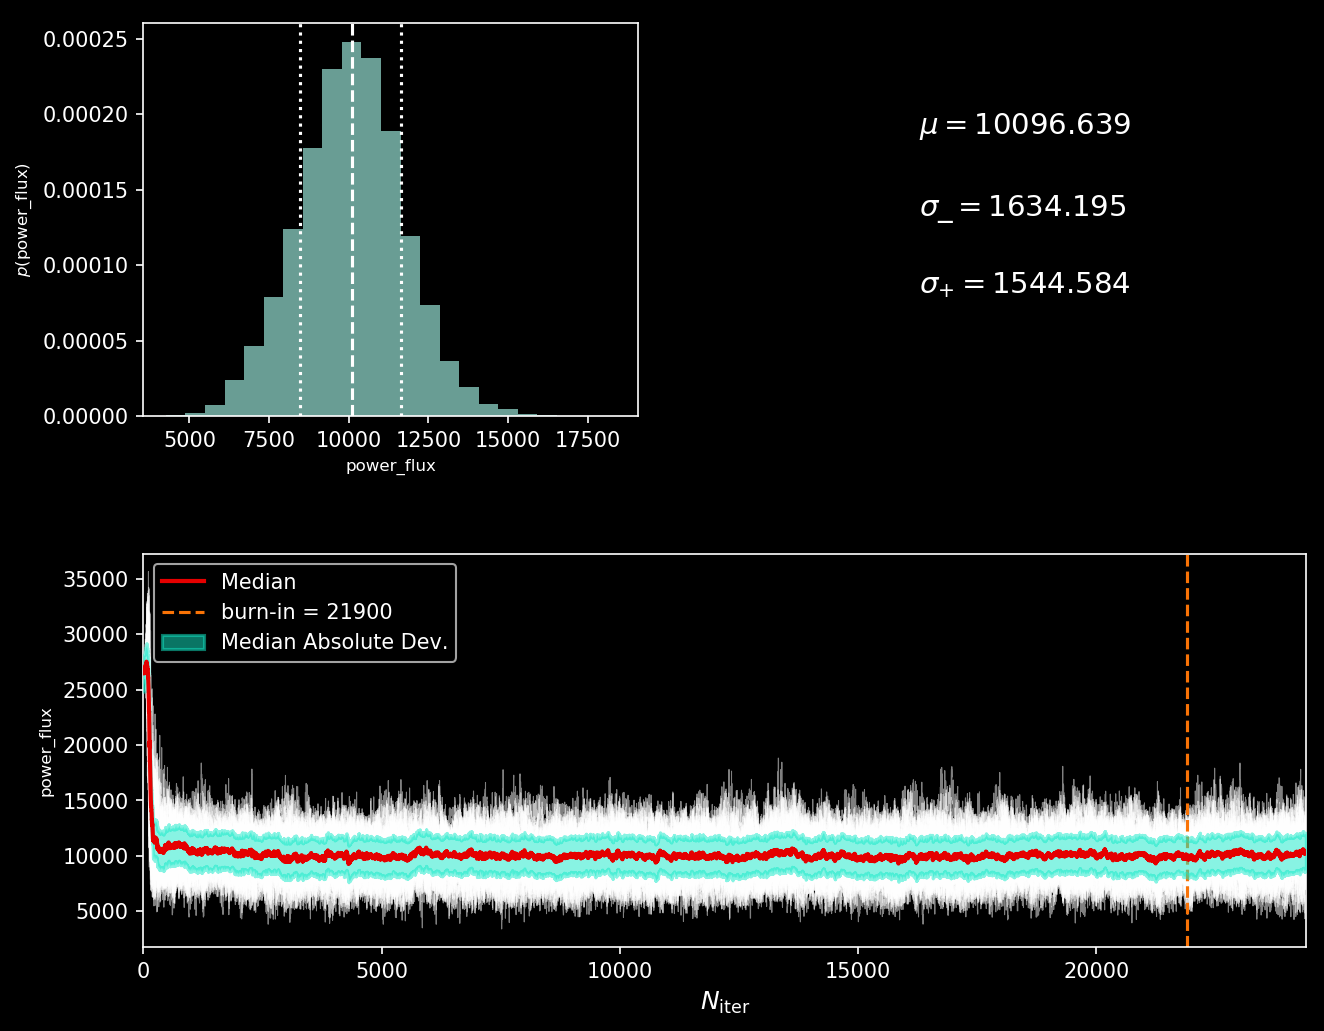 0.00025
0.00020
0.00015
0.00010
0.00005
0.00000
p(power_flux)
5000 7500 10000 12500 15000 17500
power_flux
μ = 10096.639
σ_ = 1634.195
σ+ = 1544.584
35000
30000
25000
20000
15000
10000
5000
power_flux
Median
burn-in = 21900
Median Absolute Dev.
0 5000 10000 15000 20000
Niter